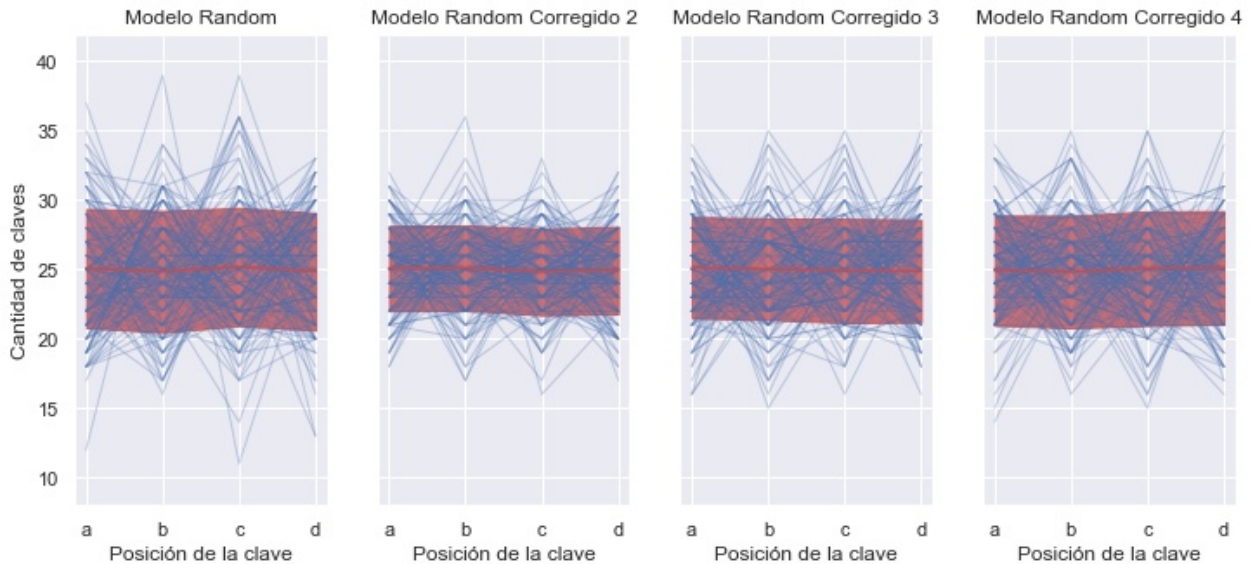 Modelo Random
Modelo Random Corregido 2
Modelo Random Corregido 3
Modelo Random Corregido 4
Cantidad de claves
40
35
30
25
20
15
10
a b c d
a b c d
a b c d
a b c d
Posición de la clave
Posición de la clave
Posición de la clave
Posición de la clave